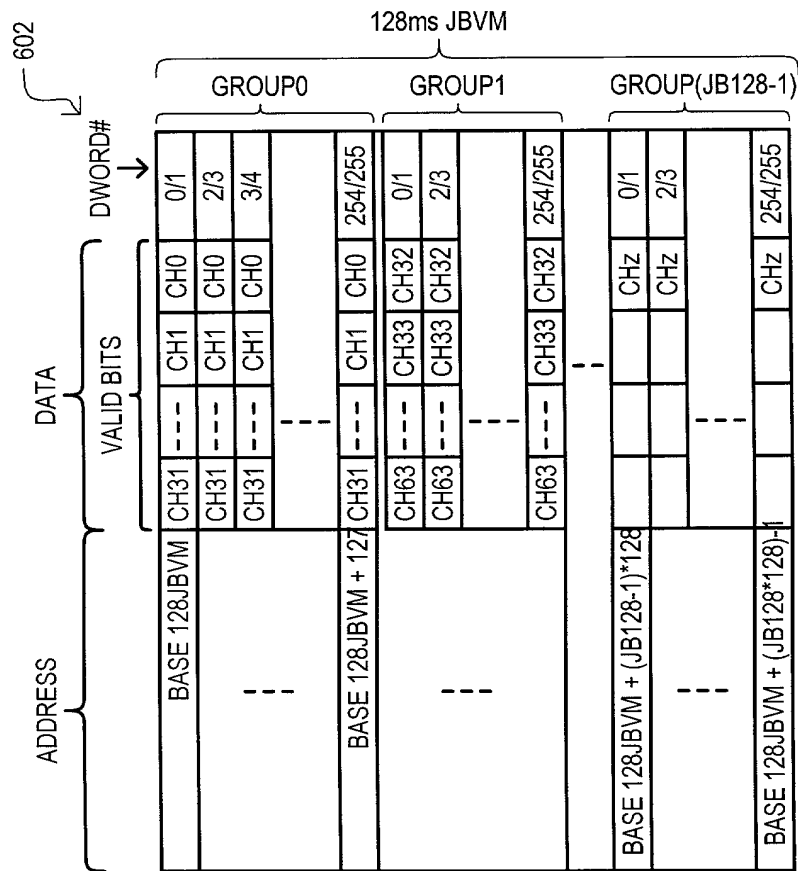 602
128ms JBVM
GROUP0
GROUP1
GROUP(JB128-1)
ADDRESS
DATA
VALID BITS
DWORD#
BASE 128JBVM CH31 ---- CH1 CH0 0/1
CH31 ---- CH1 CH0 2/3
CH31 ---- CH1 CH0 3/4
---- ----
BASE 128JBVM + 127 CH31 ---- CH1 CH0 254/255
CH63 ---- CH33 CH32 0/1
CH63 ---- CH33 CH32 2/3
---- ----
CH63 ---- CH33 CH32 254/255
---
BASE 128JBVM + (JB128-1)*128 CHz 0/1
CHz 2/3
---- ----
BASE 128JBVM + (JB128*128)-1 CHz 254/255